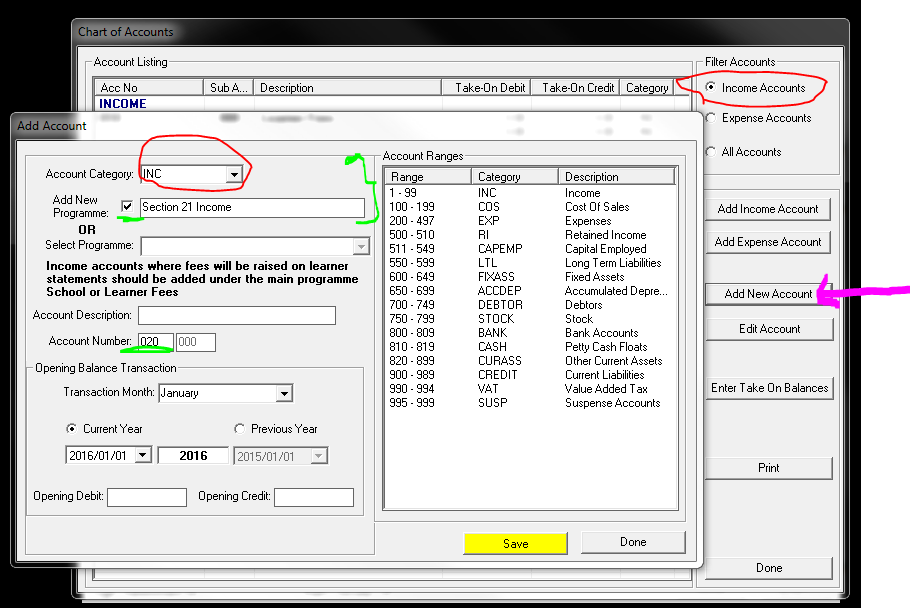 Chart of Accounts
Account Listing
Acc No Sub A... Description Take-On Debit Take-On Credit Category
INCOME
Filter Accounts
Income Accounts
Expense Accounts
All Accounts
Add Income Account
Add Expense Account
Add New Account
Edit Account
Enter Take On Balances
Print
Done
Add Account
Account Category: INC
Add New
Programme: Section 21 Income
OR
Select Programme:
Income accounts where fees will be raised on learner
statements should be added under the main programme
School or Learner Fees
Account Description:
Account Number: 020 000
Opening Balance Transaction
Transaction Month: January
Current Year Previous Year
2016/01/01 2016 2015/01/01
Opening Debit: Opening Credit:
Account Ranges
Range Category Description
1 - 99 INC Income
100 - 199 COS Cost Of Sales
200 - 497 EXP Expenses
500 - 510 RI Retained Income
511 - 549 CAPEMP Capital Employed
550 - 599 LTL Long Term Liabilities
600 - 649 FIXASS Fixed Assets
650 - 699 ACCDEP Accumulated Depre...
700 - 749 DEBTOR Debtors
750 - 799 STOCK Stock
800 - 809 BANK Bank Accounts
810 - 819 CASH Petty Cash Floats
820 - 899 CURASS Other Current Assets
900 - 989 CREDIT Current Liabilities
990 - 994 VAT Value Added Tax
995 - 999 SUSP Suspense Accounts
Save Done